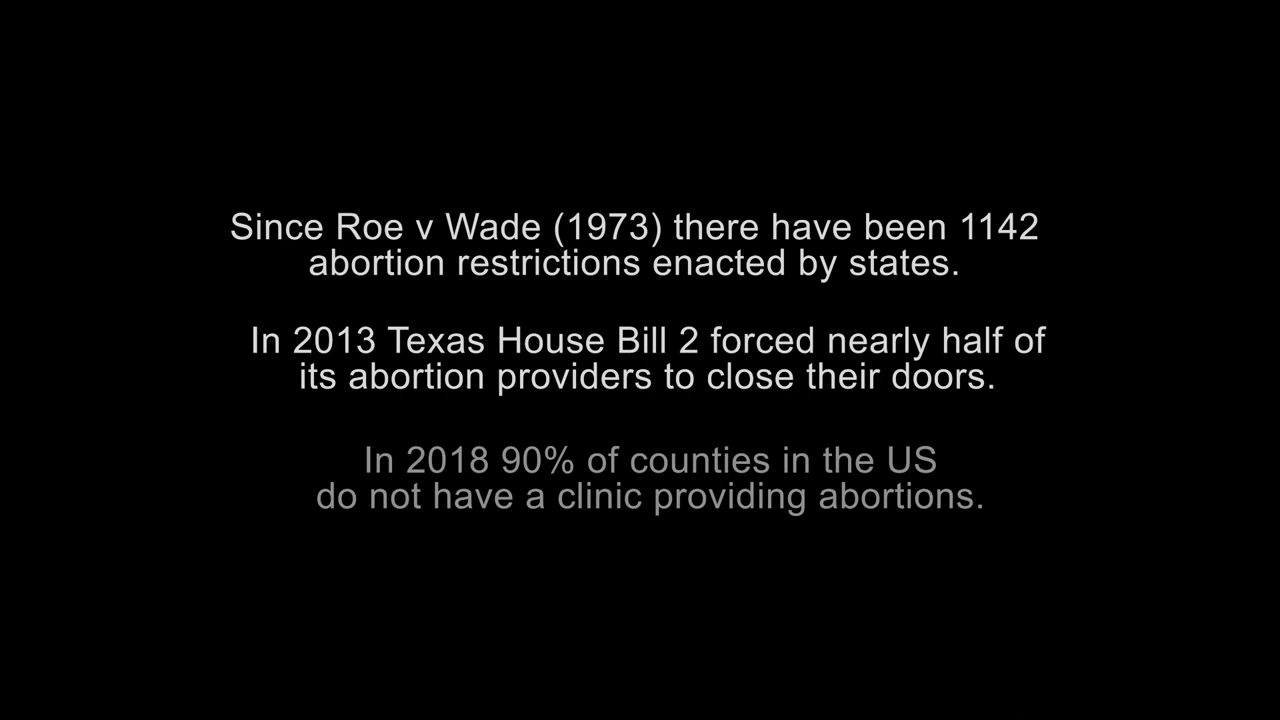 Since Roe v Wade (1973) there have been 1142
abortion restrictions enacted by states.
In 2013 Texas House Bill 2 forced nearly half of
its abortion providers to close their doors.
In 2018 90% of counties in the US
do not have a clinic providing abortions.